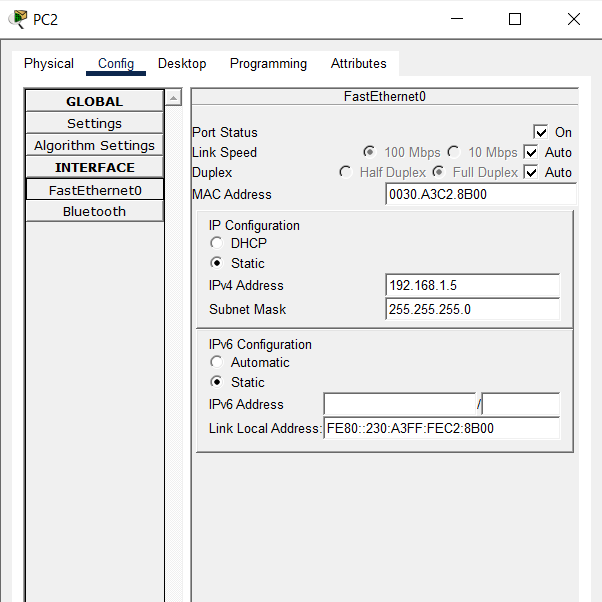 PC2
Physical Config Desktop Programming Attributes
GLOBAL
Settings
Algorithm Settings
INTERFACE
FastEthernet0
Bluetooth
FastEthernet0
Port Status On
Link Speed 100 Mbps 10 Mbps Auto
Duplex Half Duplex Full Duplex Auto
MAC Address 0030.A3C2.8B00
IP Configuration
DHCP
Static
IPv4 Address 192.168.1.5
Subnet Mask 255.255.255.0
IPv6 Configuration
Automatic
Static
IPv6 Address /
Link Local Address: FE80::230:A3FF:FEC2:8B00